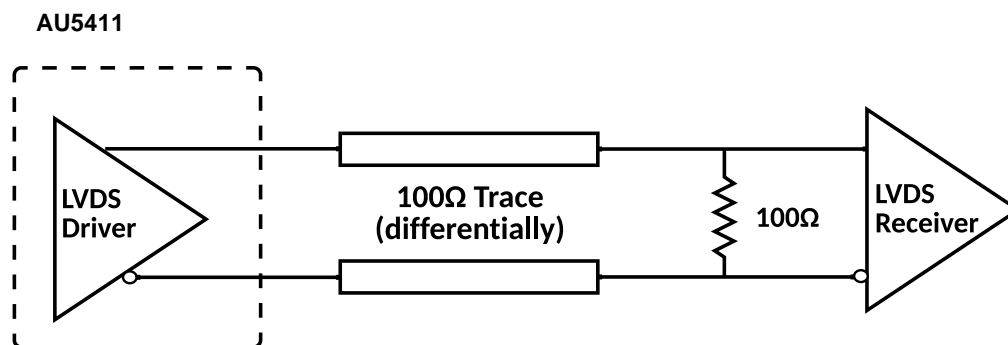 AU5411
LVDS
Driver
100Ω Trace
(differentially)
100Ω
LVDS
Receiver